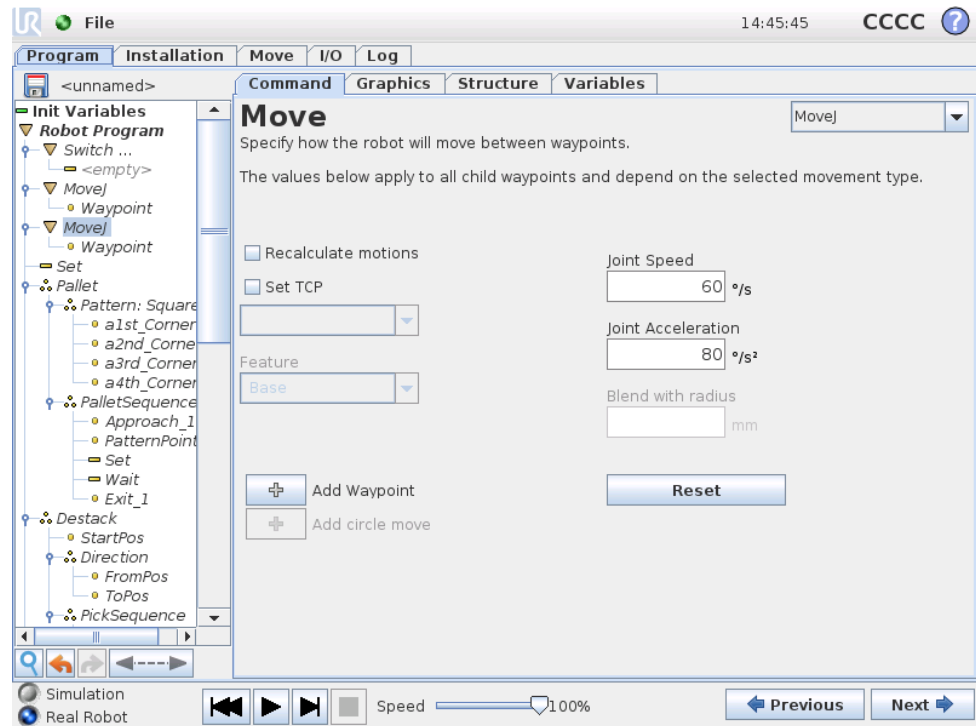 UR File 14:45:45 CCCC ?
Program Installation Move I/O Log
<unnamed>
Command Graphics Structure Variables
Init Variables
Robot Program
Switch ...
<empty>
MoveJ
Waypoint
MoveJ
Waypoint
Set
Pallet
Pattern: Square
a1st_Corner
a2nd_Corne
a3rd_Corner
a4th_Corner
PalletSequence
Approach_1
PatternPoint
Set
Wait
Exit_1
Destack
StartPos
Direction
FromPos
ToPos
PickSequence
Move
MoveJ
Specify how the robot will move between waypoints.
The values below apply to all child waypoints and depend on the selected movement type.
Recalculate motions
Set TCP
Feature
Base
Joint Speed
60 °/s
Joint Acceleration
80 °/s²
Blend with radius
mm
Add Waypoint
Add circle move
Reset
Simulation
Real Robot
Speed 100%
Previous Next